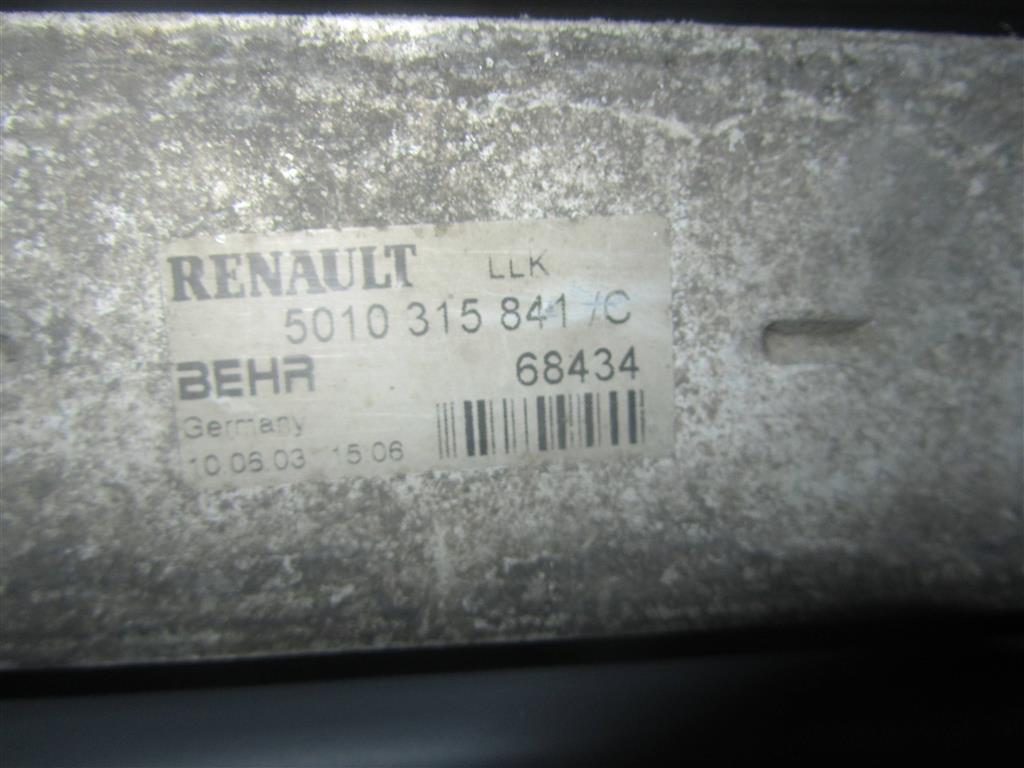 RENAULT LLK
5010 315 841 /C
BEHR 68434
Germany
10.06.03 15:06